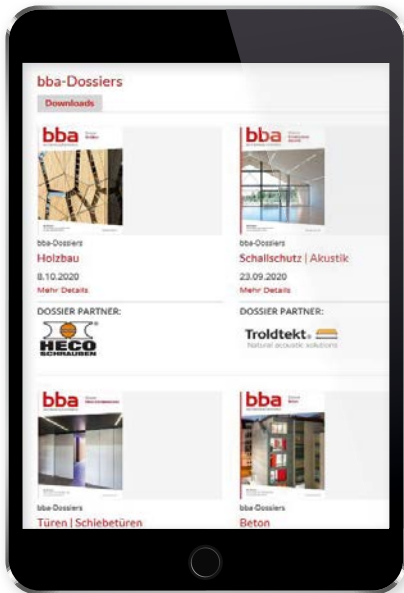 bba-Dossiers
Downloads
bba
bba
bba-Dossiers
Holzbau
8.10.2020
Mehr Details
bba-Dossiers
Schallschutz | Akustik
23.09.2020
Mehr Details
DOSSIER PARTNER:
HECO
SCHRAUBEN
DOSSIER PARTNER:
Troldtekt®
Natural acoustic solutions
bba
bba
bba-Dossiers
Türen | Schiebetüren
bba-Dossiers
Beton